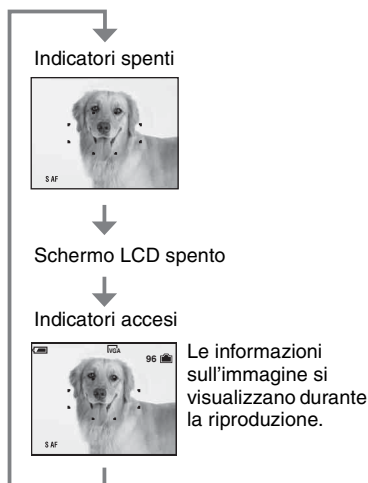 Indicatori spenti
S AF
Schermo LCD spento
Indicatori accesi
VGA
96
S AF
Le informazioni
sull'immagine si
visualizzano durante
la riproduzione.